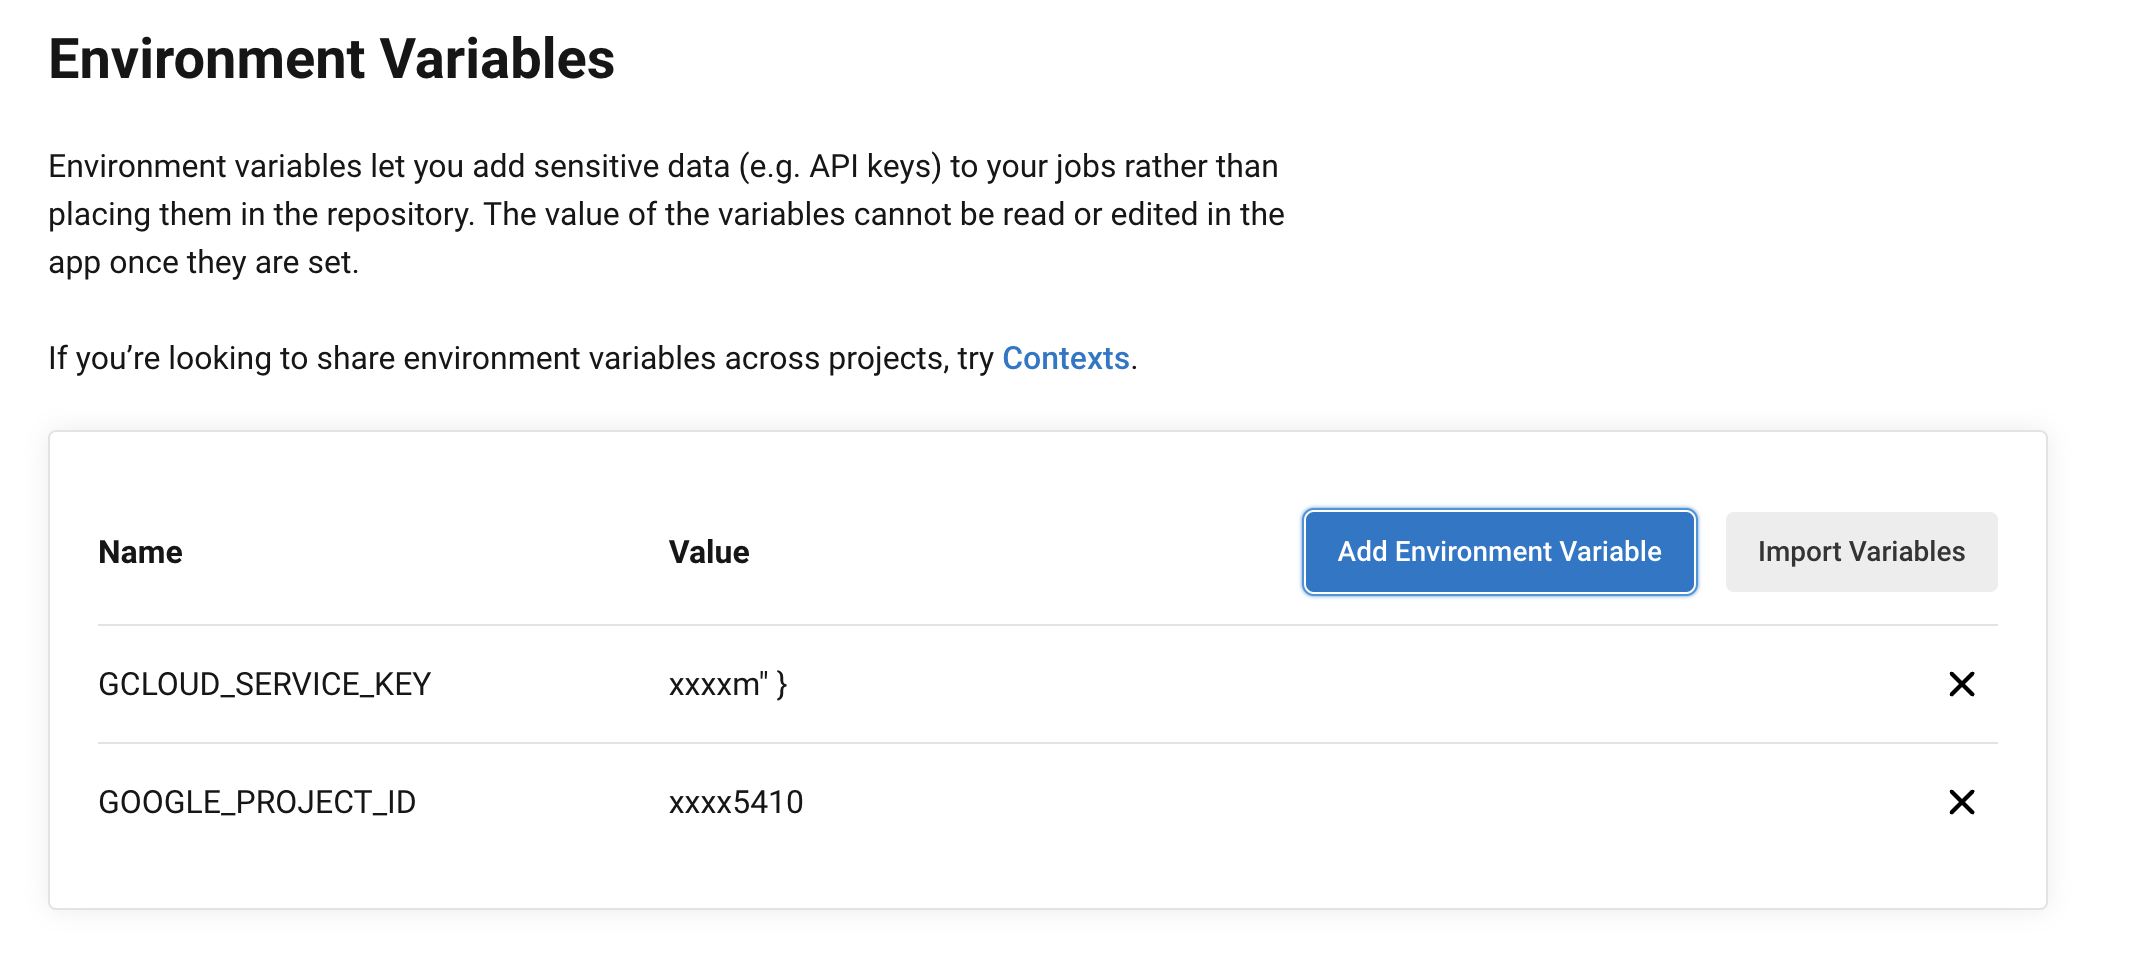 Environment Variables
Environment variables let you add sensitive data (e.g. API keys) to your jobs rather than
placing them in the repository. The value of the variables cannot be read or edited in the
app once they are set.
If you’re looking to share environment variables across projects, try Contexts.
Name Value Add Environment Variable Import Variables
GCLOUD_SERVICE_KEY xxxxm" }
GOOGLE_PROJECT_ID xxxx5410